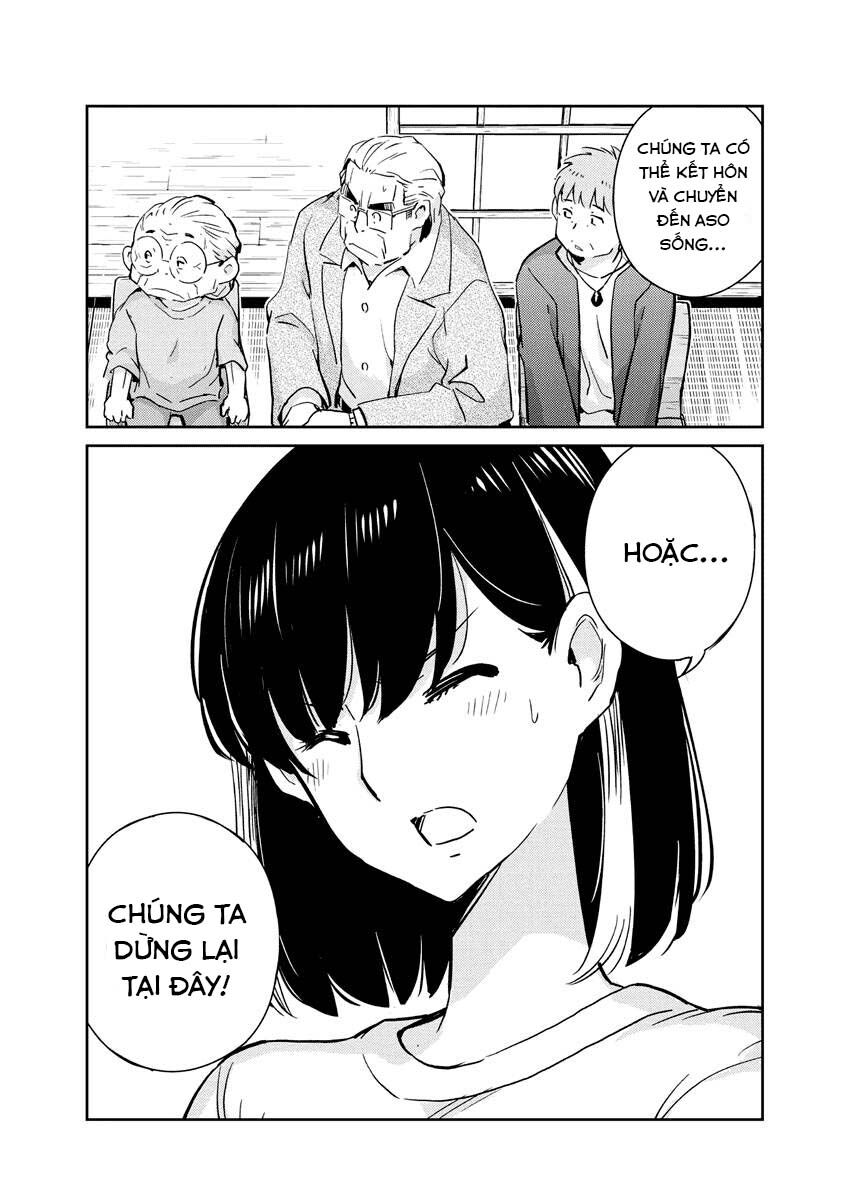 CHÚNG TA CÓ
THỂ KẾT HÔN
VÀ CHUYỂN
ĐẾN ASO
SỐNG...
HOẶC...
CHÚNG TA
DỪNG LẠI
TẠI ĐÂY!